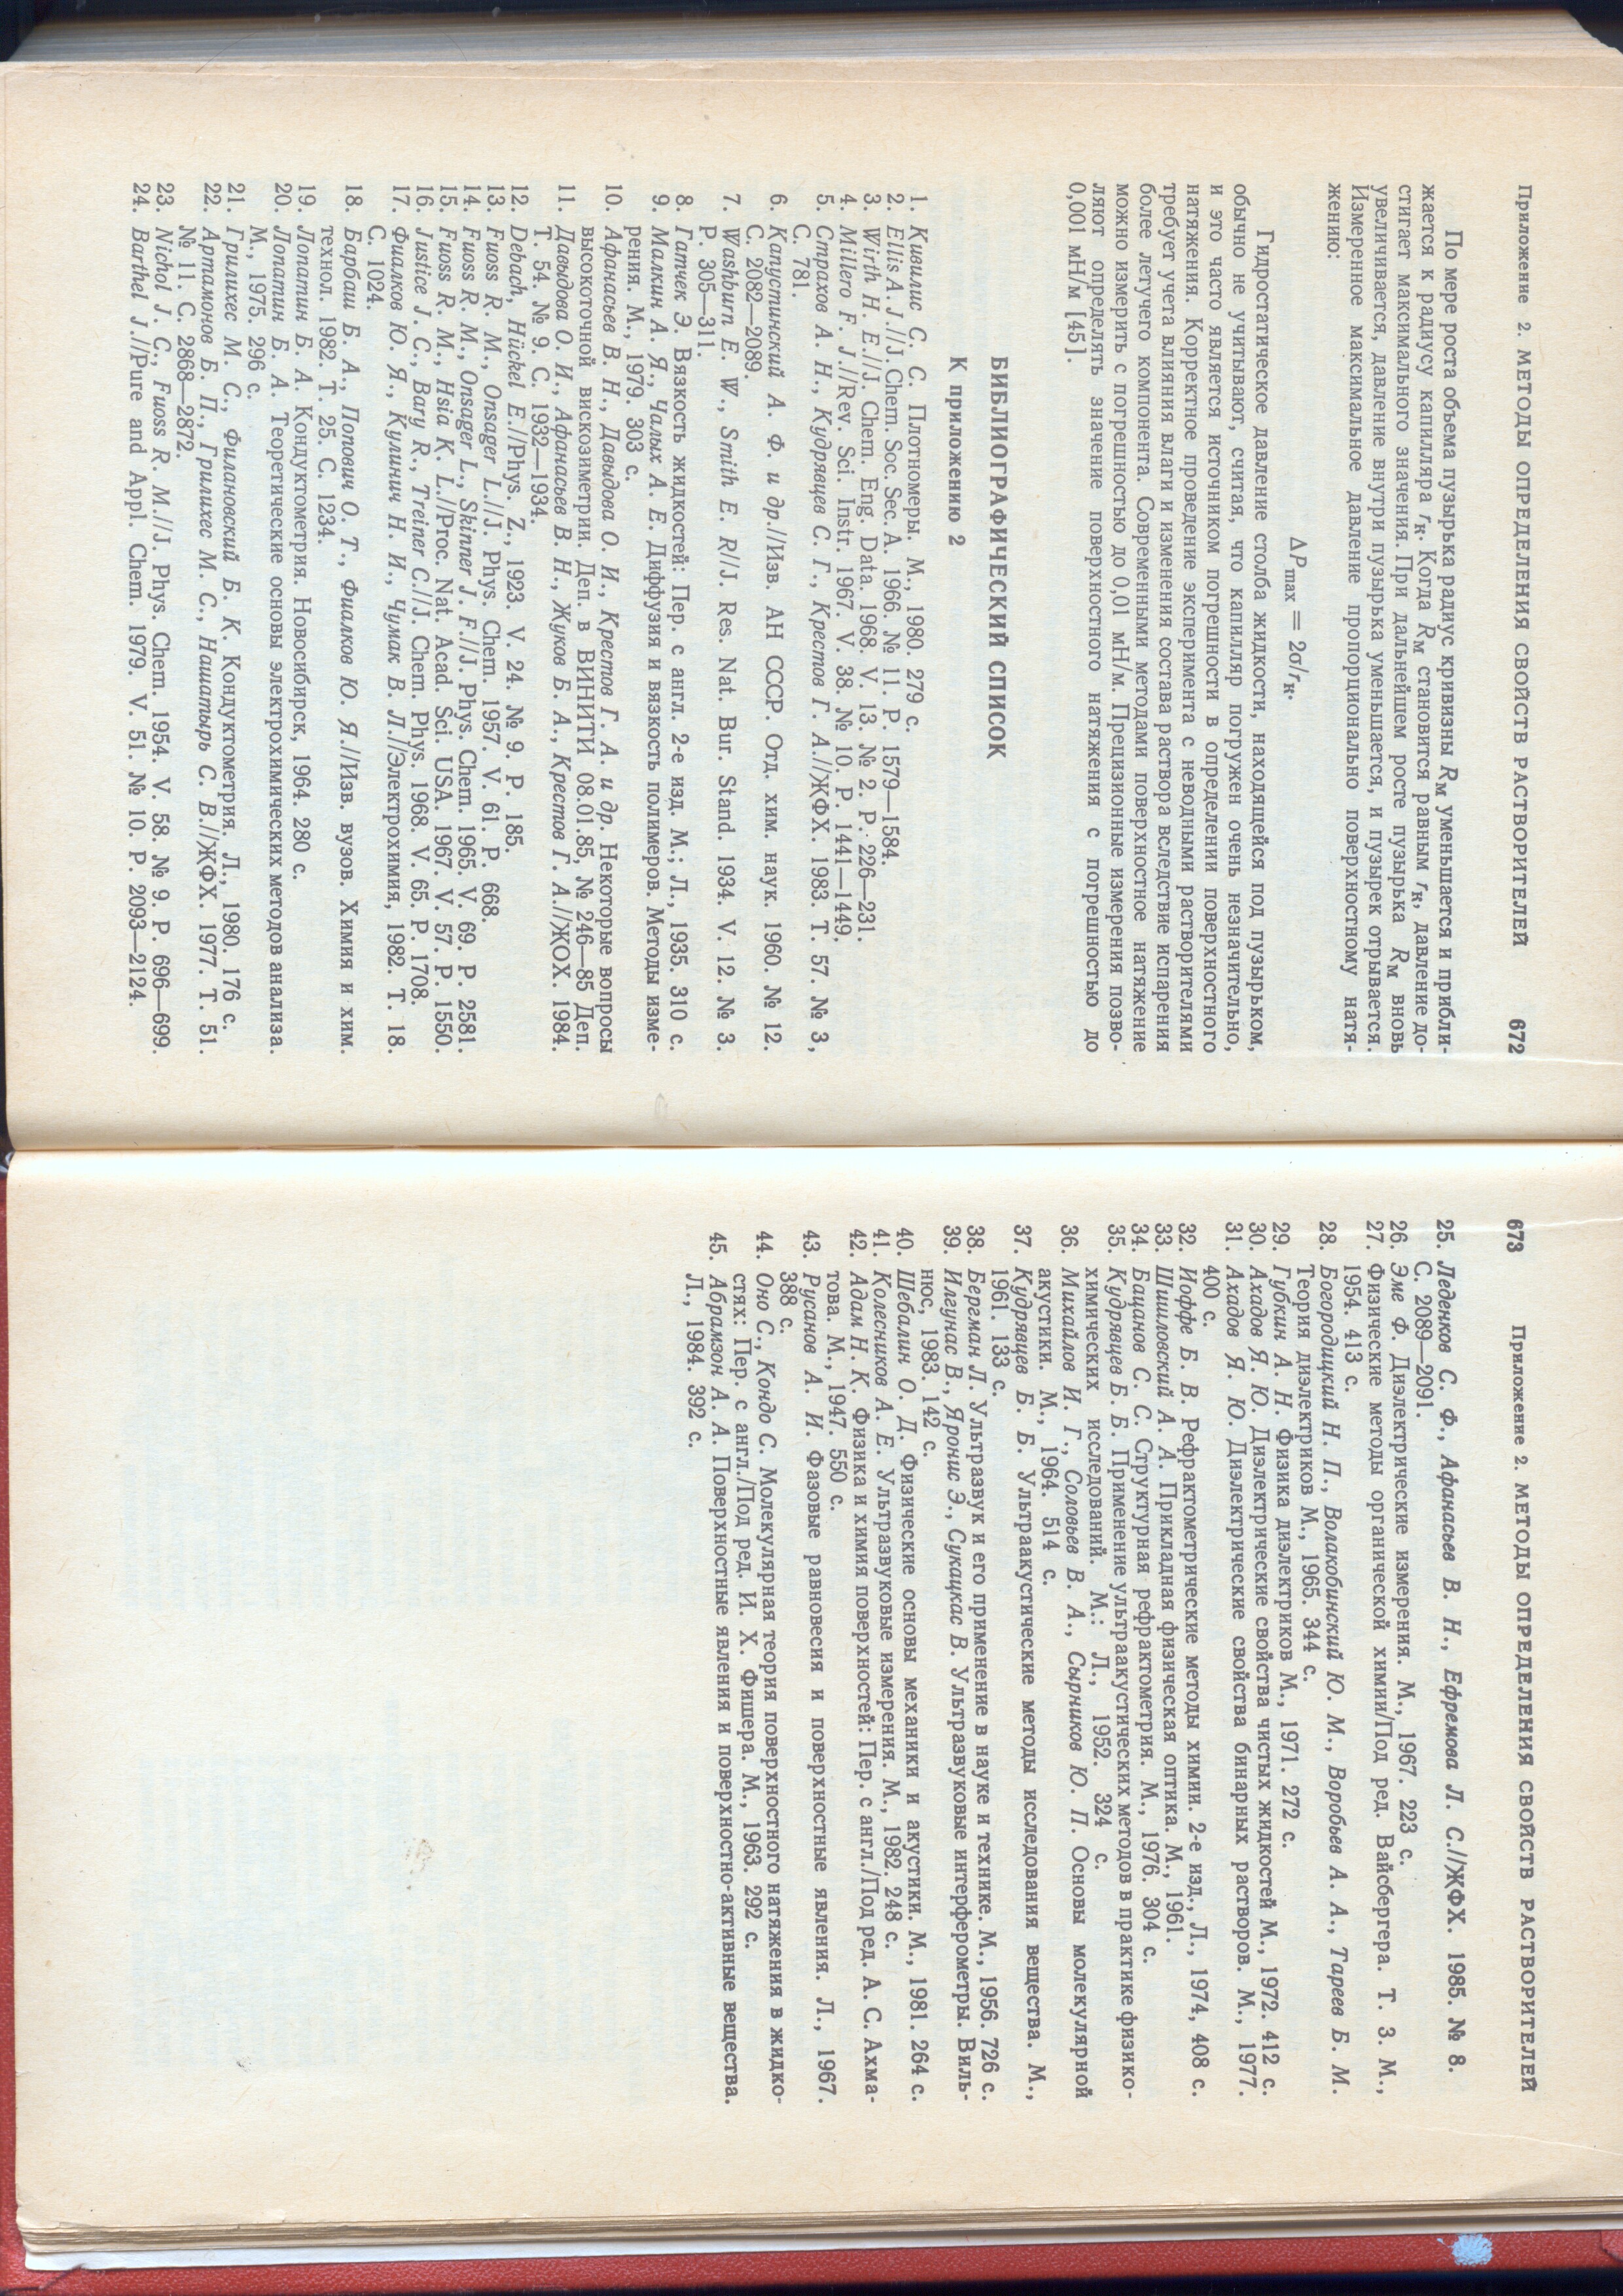 Приложение 2. МЕТОДЫ ОПРЕДЕЛЕНИЯ СВОЙСТВ РАСТВОРИТЕЛЕЙ 672
По мере роста объема пузырька радиус кривизны Rм уменьшается и прибли-
жается к радиусу капилляра rк. Когда Rм становится равным rк, давление до-
стигает максимального значения. При дальнейшем росте пузырька Rм вновь
увеличивается, давление внутри пузырька уменьшается, и пузырек отрывается.
Измеренное максимальное давление пропорционально поверхностному натя-
жению:
ΔPmax = 2σ/rк.
Гидростатическое давление столба жидкости, находящейся под пузырьком,
обычно не учитывают, считая, что капилляр погружен очень незначительно,
и это часто является источником погрешности в определении поверхностного
натяжения. Корректное проведение эксперимента с неводными растворителями
требует учета влияния влаги и изменения состава раствора вследствие испарения
более летучего компонента. Современными методами поверхностное натяжение
можно измерить с погрешностью до 0,01 мН/м. Прецизионные измерения позво-
ляют определять значение поверхностного натяжения с погрешностью до
0,001 мН/м [45].
БИБЛИОГРАФИЧЕСКИЙ СПИСОК
К приложению 2
1. Кивилис С. С. Плотномеры. М., 1980. 279 с.
2. Ellis A. J.//J. Chem. Soc. Sec. A. 1966. № 11. P. 1579—1584.
3. Wirth H. E.//J. Chem. Eng. Data. 1968. V. 13. № 2. P. 226—231.
4. Millero F. J.//Rev. Sci. Instr. 1967. V. 38. № 10. P. 1441—1449.
5. Страхов А. Н., Кудрявцев С. Г., Крестов Г. А.//ЖФХ. 1983. Т. 57. № 3,
С. 781.
6. Капустинский А. Ф. и др.//Изв. АН СССР. Отд. хим. наук. 1960. № 12.
С. 2082—2089.
7. Washburn E. W., Smith E. R//J. Res. Nat. Bur. Stand. 1934. V. 12. № 3.
P. 305—311.
8. Гатчек Э. Вязкость жидкостей: Пер. с англ. 2-е изд. М.; Л., 1935. 310 с.
9. Малкин А. Я., Чалых А. Е. Диффузия и вязкость полимеров. Методы изме-
рения. М., 1979. 303 с.
10. Афанасьев В. Н., Давыдова О. И., Крестов Г. А. и др. Некоторые вопросы
высокоточной вискозиметрии. Деп. в ВИНИТИ 08.01.85, № 246—85 Деп.
11. Давыдова О. И., Афанасьев В. Н., Жуков Б. А., Крестов Г. А.//ЖОХ. 1984.
Т. 54. № 9. С. 1932—1934.
12. Debach, Hückel E.//Phys. Z., 1923. V. 24. № 9. P. 185.
13. Fuoss R. M., Onsager L.//J. Phys. Chem. 1957. V. 61. P. 668.
14. Fuoss R. M., Onsager L., Skinner J. F.//J. Phys. Chem. 1965. V. 69. P. 2581.
15. Fuoss R. M., Hsia K. L.//Proc. Nat. Acad. Sci. USA. 1967. V. 57. P. 1550.
16. Justice J. C., Bary R., Treiner C.//J. Chem. Phys. 1968. V. 65. P. 1708.
17. Фиалков Ю. Я., Кулинич Н. И., Чумак В. Л.//Электрохимия, 1982. Т. 18.
С. 1024.
18. Барбаш Б. А., Попович О. Т., Фиалков Ю. Я.//Изв. вузов. Химия и хим.
технол. 1982. Т. 25. С. 1234.
19. Лопатин Б. А. Кондуктометрия. Новосибирск, 1964. 280 с.
20. Лопатин Б. А. Теоретические основы электрохимических методов анализа.
М., 1975. 296 с.
21. Грилихес М. С., Филановский Б. К. Кондуктометрия. Л., 1980. 176 с.
22. Артамонов Б. П., Грилихес М. С., Нашатырь С. В.//ЖФХ. 1977. Т. 51.
№ 11. С. 2868—2872.
23. Nichol J. C., Fuoss R. M.//J. Phys. Chem. 1954. V. 58. № 9. P. 696—699.
24. Barthel J.//Pure and Appl. Chem. 1979. V. 51. № 10. P. 2093—2124.
673 Приложение 2. МЕТОДЫ ОПРЕДЕЛЕНИЯ СВОЙСТВ РАСТВОРИТЕЛЕЙ
25. Леденков С. Ф., Афанасьев В. Н., Ефремова Л. С.//ЖФХ. 1985. № 8.
С. 2089—2091.
26. Эме Ф. Диэлектрические измерения. М., 1967. 223 с.
27. Физические методы органической химии/Под ред. Вайсбергера. Т. 3. М.,
1954. 413 с.
28. Богородицкий Н. П., Волакобинский Ю. М., Воробьев А. А., Тареев Б. М.
Теория диэлектриков М., 1965. 344 с.
29. Губкин А. Н. Физика диэлектриков М., 1971. 272 с.
30. Ахадов Я. Ю. Диэлектрические свойства чистых жидкостей М., 1972. 412 с.
31. Ахадов Я. Ю. Диэлектрические свойства бинарных растворов. М., 1977.
400 с.
32. Иоффе Б. В. Рефрактометрические методы химии. 2-е изд., Л., 1974, 408 с.
33. Шишловский А. А. Прикладная физическая оптика. М., 1961.
34. Бацанов С. С. Структурная рефрактометрия. М., 1976. 304 с.
35. Кудрявцев Б. Б. Применение ультраакустических методов в практике физико-
химических исследований. М.: Л., 1952. 324 с.
36. Михайлов И. Г., Соловьев В. А., Сырников Ю. П. Основы молекулярной
акустики. М., 1964. 514 с.
37. Кудрявцев Б. Б. Ультраакустические методы исследования вещества. М.,
1961. 133 с.
38. Бергман Л. Ультразвук и его применение в науке и технике. М., 1956. 726 с.
39. Илгунас В., Яронис Э., Сукацкас В. Ультразвуковые интерферометры. Виль-
нюс, 1983. 142 с.
40. Шебалин О. Д. Физические основы механики и акустики. М., 1981. 264 с.
41. Колесников А. Е. Ультразвуковые измерения. М., 1982. 248 с.
42. Адам Н. К. Физика и химия поверхностей: Пер. с англ./Под ред. А. С. Ахма-
това. М., 1947. 550 с.
43. Русанов А. И. Фазовые равновесия и поверхностные явления. Л., 1967.
388 с.
44. Оно С., Кондо С. Молекулярная теория поверхностного натяжения в жидко-
стях: Пер. с англ./Под ред. И. Х. Фишера. М., 1963. 292 с.
45. Абрамзон А. А. Поверхностные явления и поверхностно-активные вещества.
Л., 1984. 392 с.